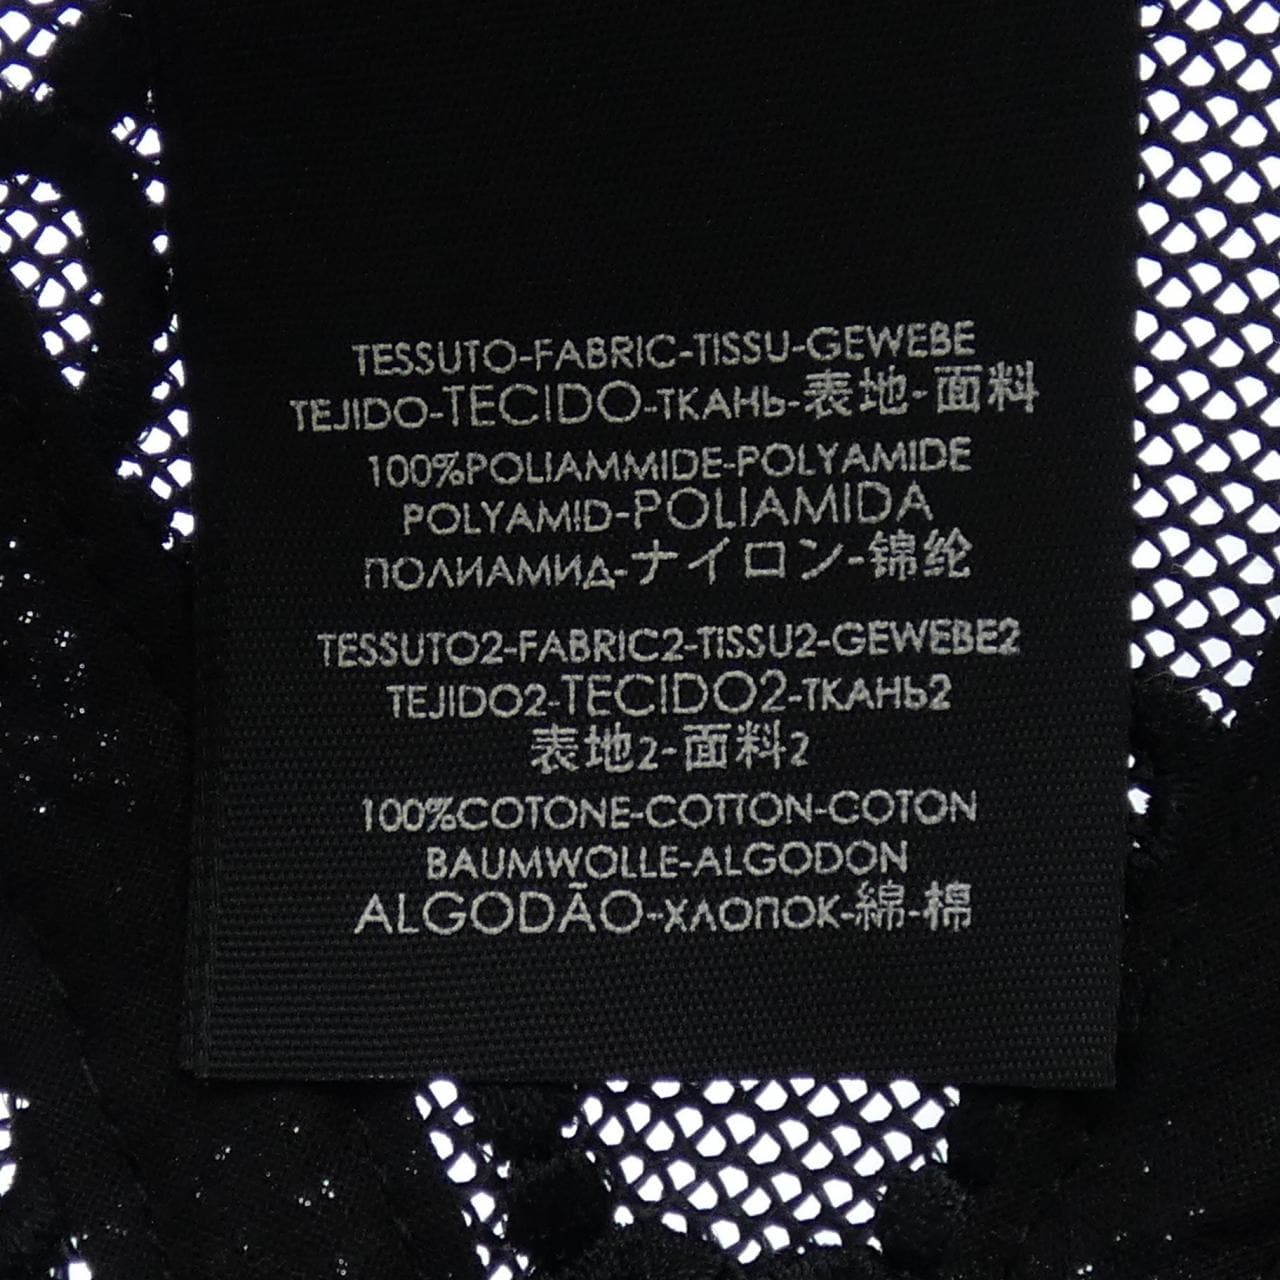 TESSUTO-FABRIC-TISSU-GEWEBE
TEJIDO-TECIDO-ТКАНЬ-表地-面料
100%POLIAMMIDE-POLYAMIDE
POLYAMID-POLIAMIDA
ПОЛИАМИД-ナイロン-锦纶
TESSUTO2-FABRIC2-TISSU2-GEWEBE2
TEJIDO2-TECIDO2-ТКАНЬ2
表地2-面料2
100%COTONE-COTTON-COTON
BAUMWOLLE-ALGODON
ALGODÃO-ХЛОПОК-綿-棉